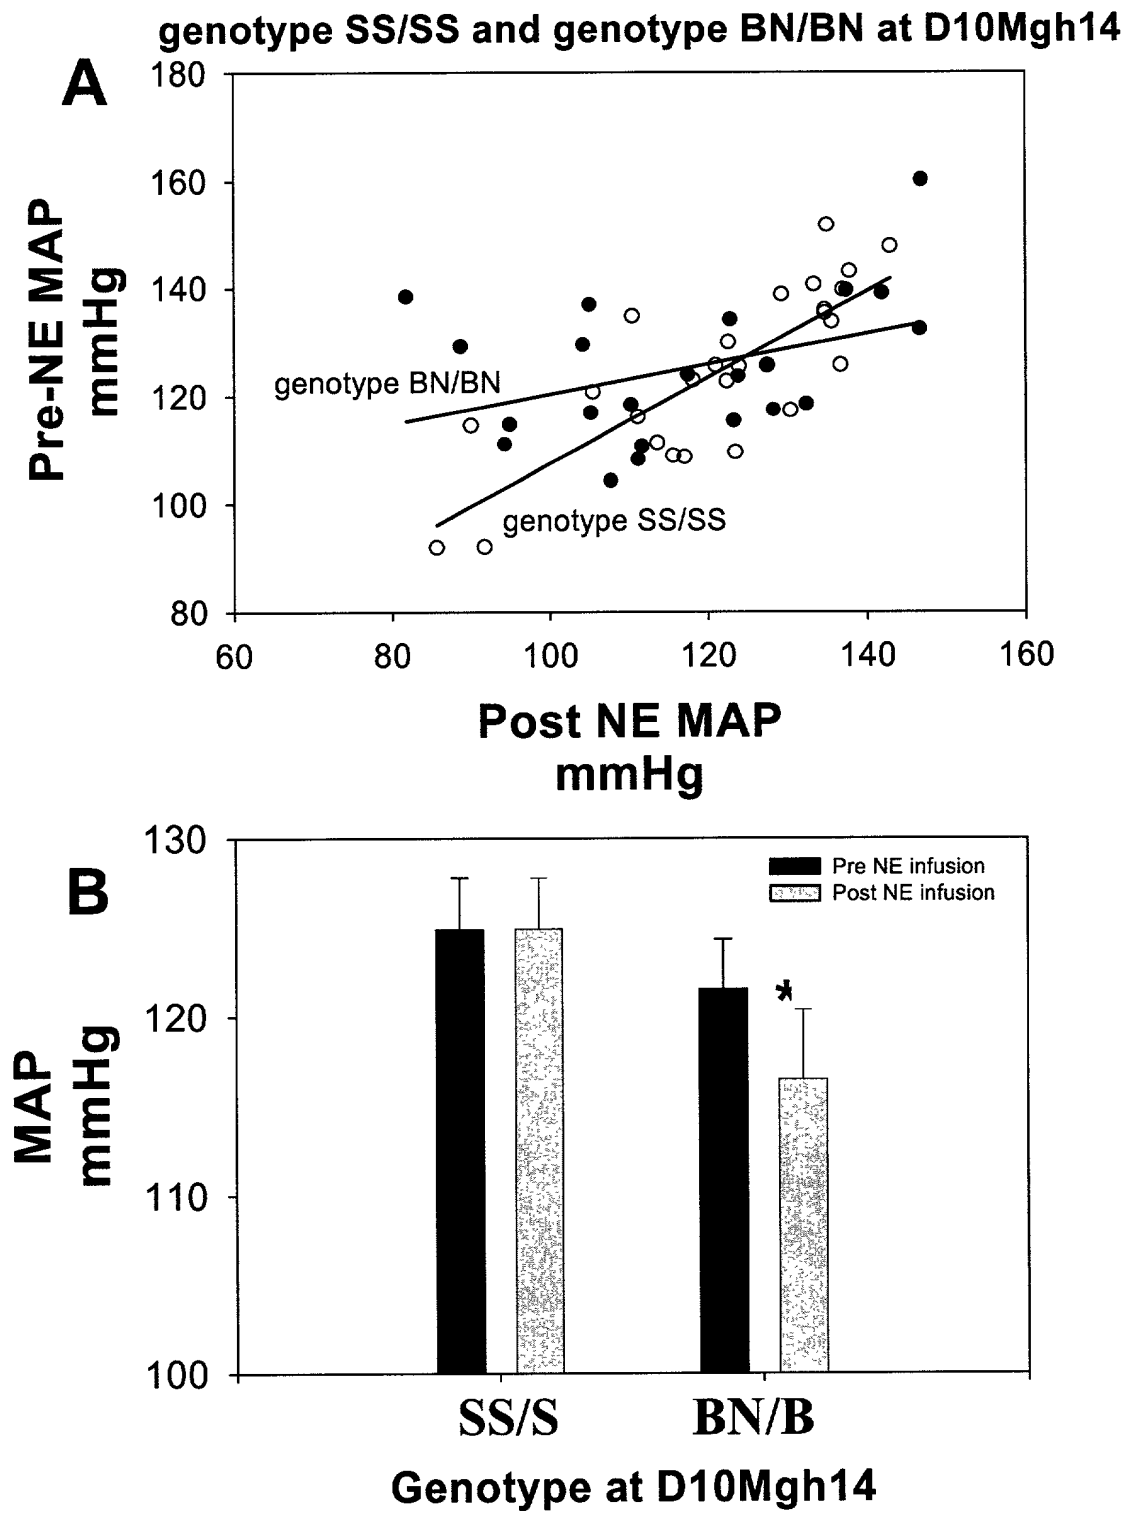 genotype SS/SS and genotype BN/BN at D10Mgh14
A
180
160
140
120
100
80
Pre-NE MAP
mmHg
genotype BN/BN
genotype SS/SS
60 80 100 120 140 160
Post NE MAP
mmHg
B
130
120
110
100
MAP
mmHg
Pre NE infusion
Post NE infusion
*
SS/S BN/B
Genotype at D10Mgh14